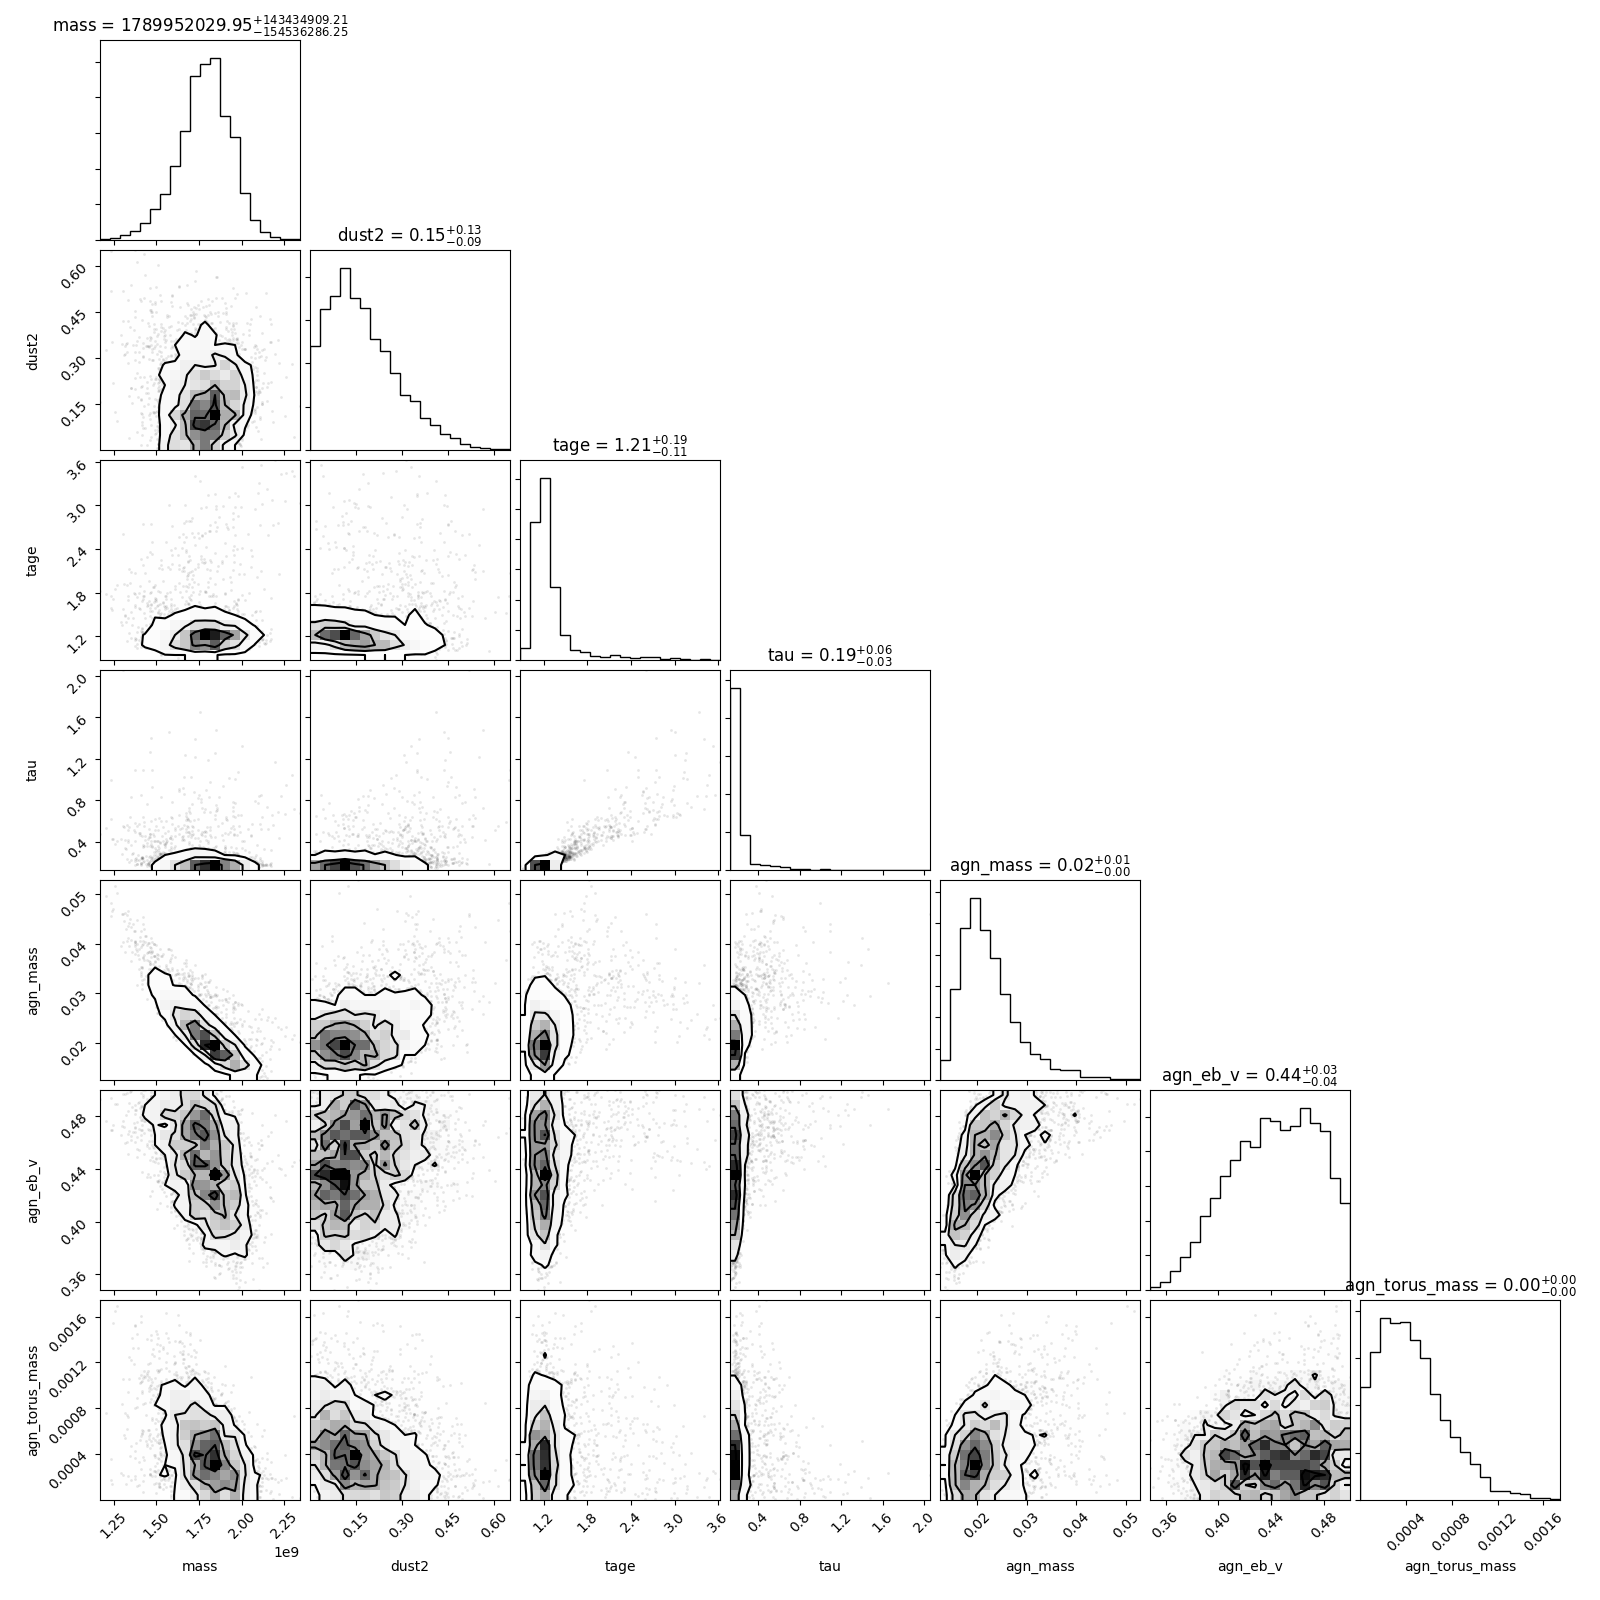 mass = 1789952029.95+143434909.21−154536286.25
dust2 = 0.15+0.13−0.09
0.60
0.45
0.30
0.15
dust2
tage = 1.21+0.19−0.11
3.6
3.0
2.4
1.8
1.2
tage
tau = 0.19+0.06−0.03
2.0
1.6
1.2
0.8
0.4
tau
agn_mass = 0.02+0.01−0.00
0.05
0.04
0.03
0.02
agn_mass
agn_eb_v = 0.44+0.03−0.04
0.48
0.44
0.40
0.36
agn_eb_v
agn_torus_mass = 0.00+0.00−0.00
0.0016
0.0012
0.0008
0.0004
agn_torus_mass
1.25 1.50 1.75 2.00 2.25 0.15 0.30 0.45 0.60 1.2 1.8 2.4 3.0 3.6 0.4 0.8 1.2 1.6 2.0 0.02 0.03 0.04 0.05 0.36 0.40 0.44 0.48 0.0004 0.0008 0.0012 0.0016
1e9
mass dust2 tage tau agn_mass agn_eb_v agn_torus_mass